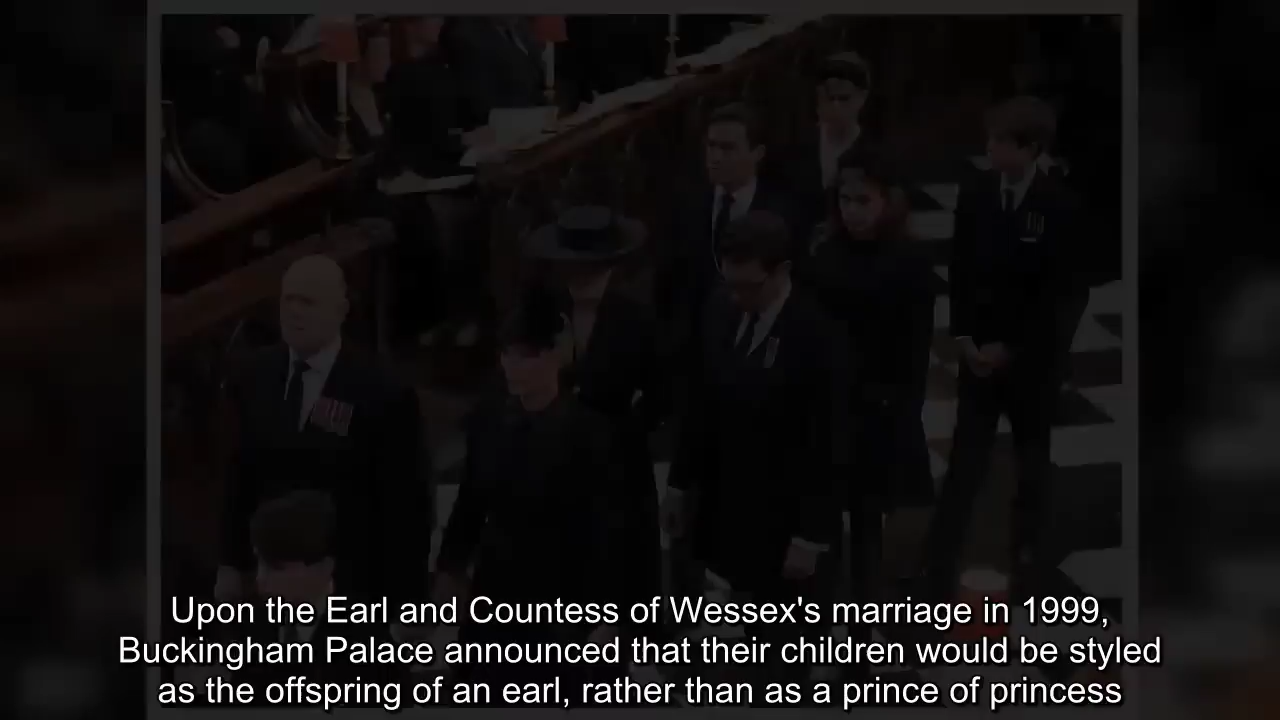 Upon the Earl and Countess of Wessex's marriage in 1999,
Buckingham Palace announced that their children would be styled
as the offspring of an earl, rather than as a prince of princess